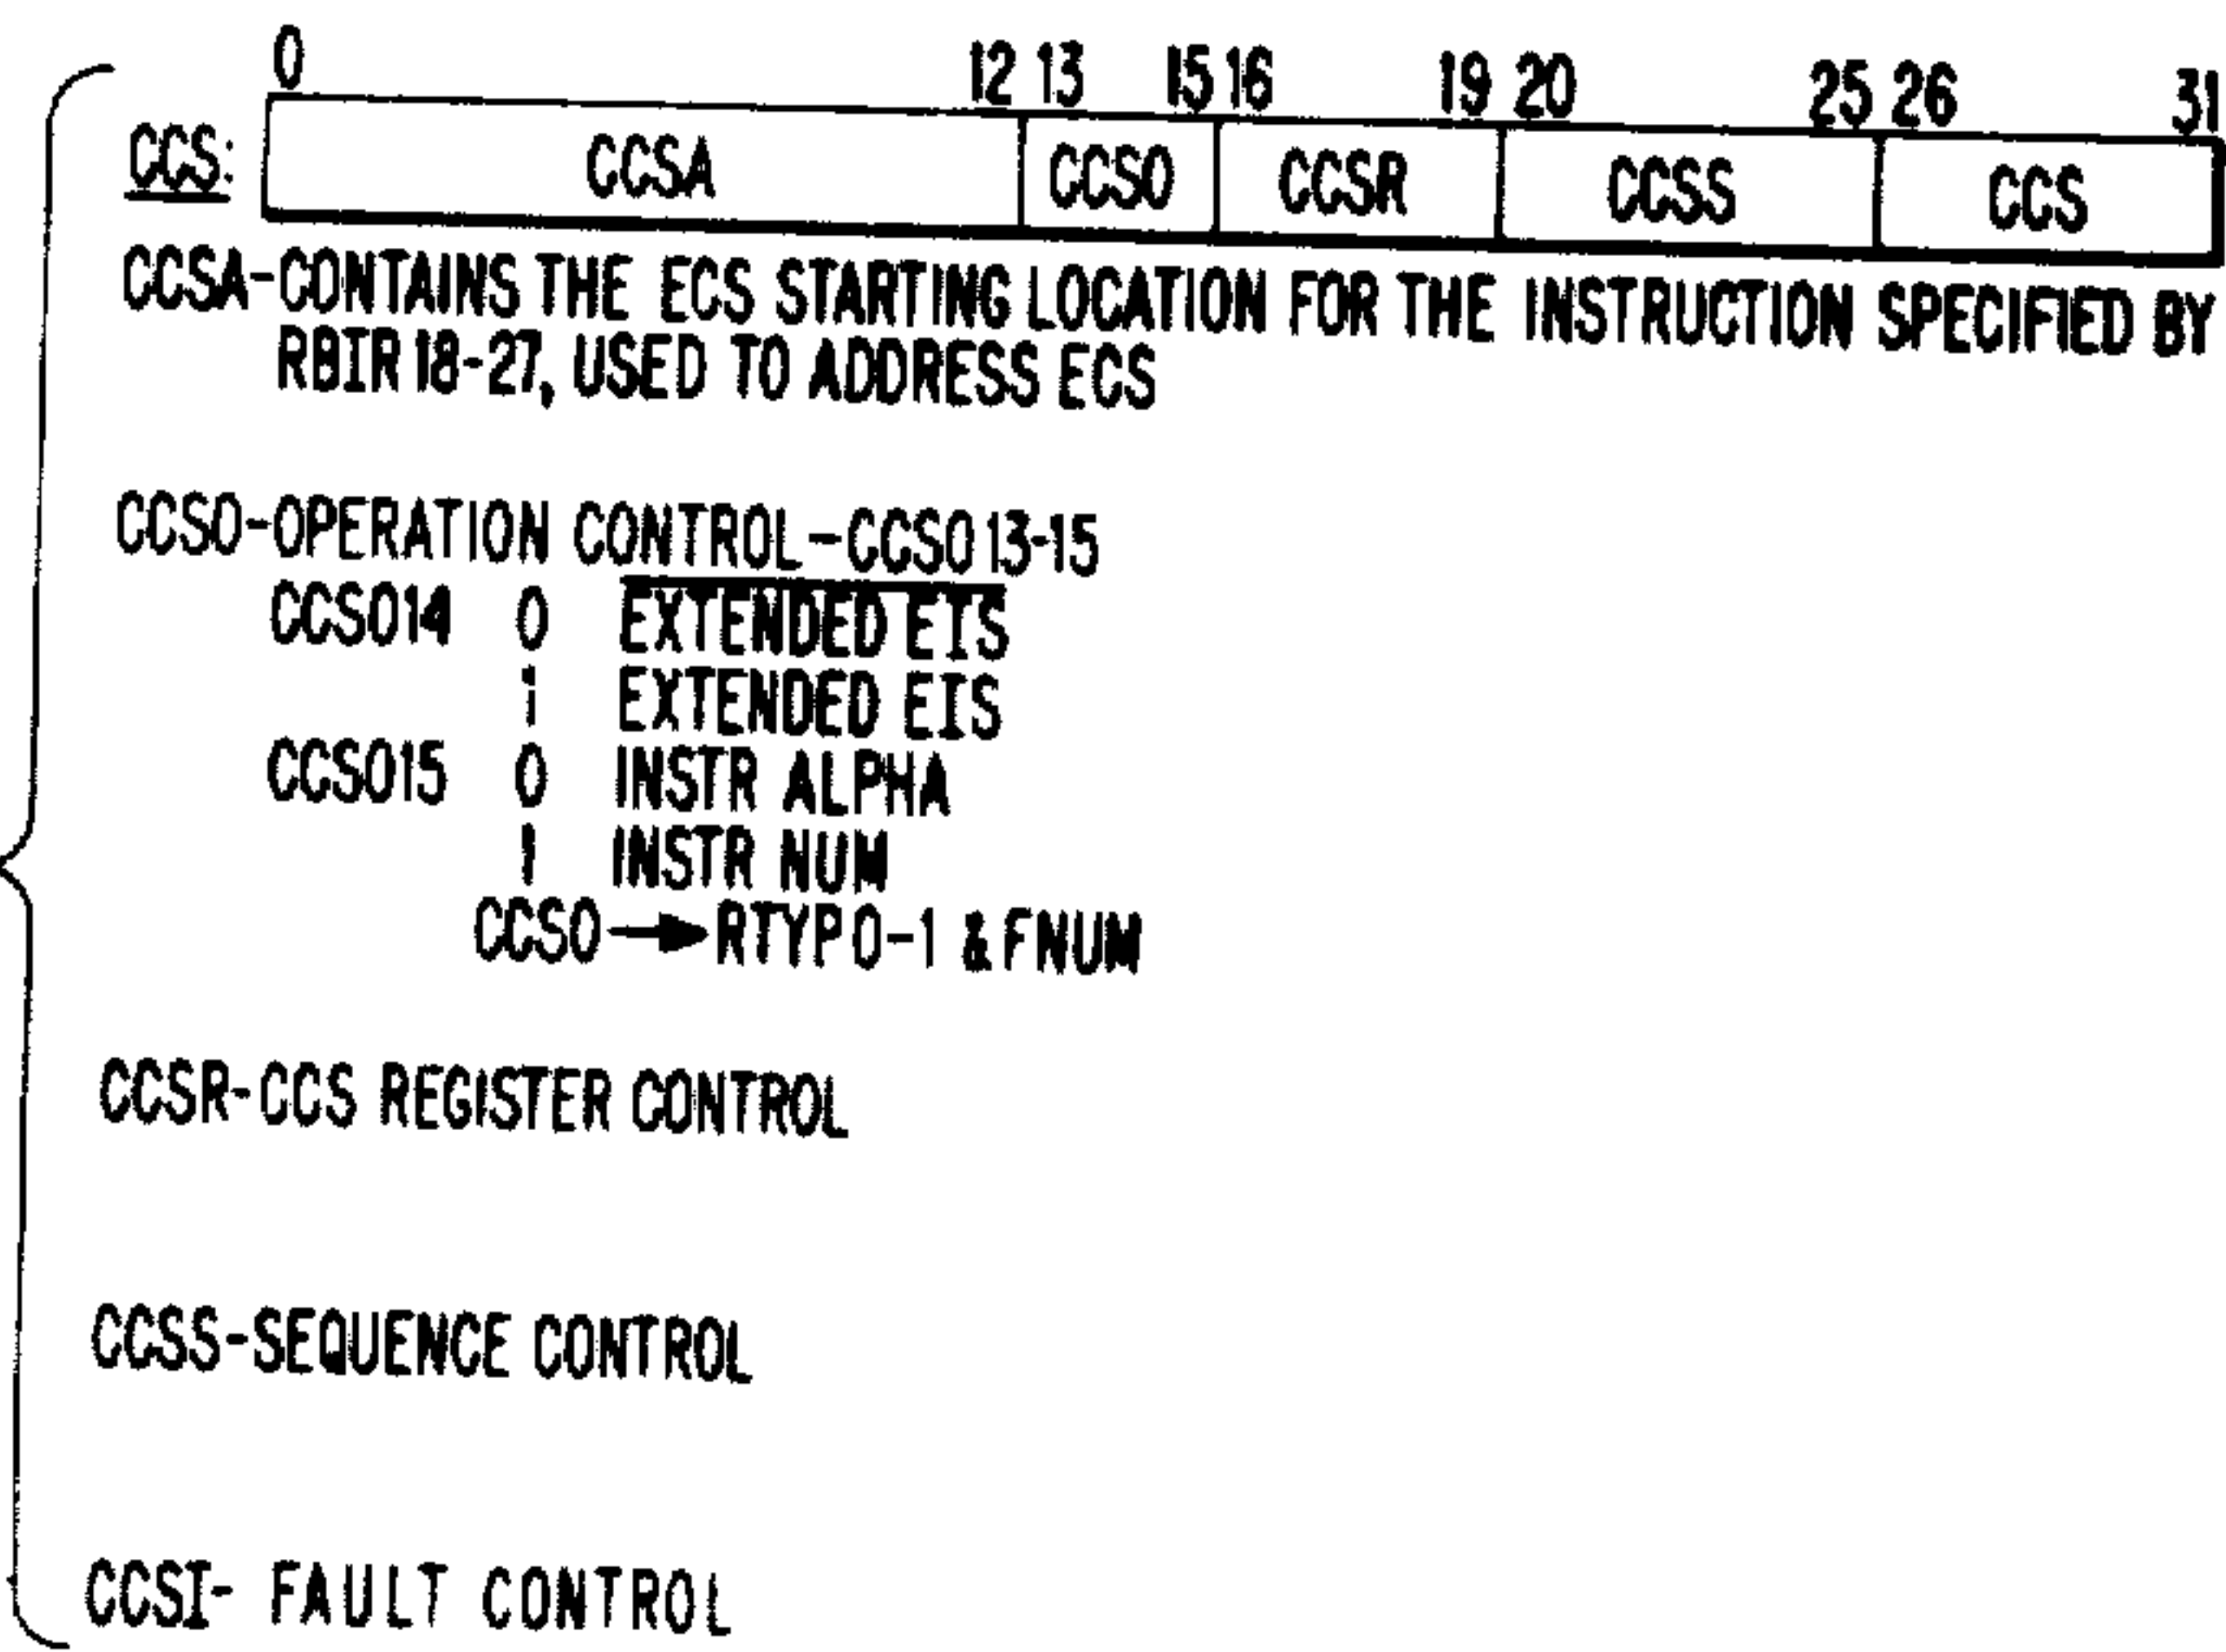 0 12 13 15 16 19 20 25 26 31
CCS: CCSA CCSO CCSR CCSS CCS
CCSA-CONTAINS THE ECS STARTING LOCATION FOR THE INSTRUCTION SPECIFIED BY
RBIR 18-27, USED TO ADDRESS ECS
CCSO-OPERATION CONTROL-CCSO 13-15
CCSO14 0 EXTENDED EIS
1 EXTENDED EIS
CCSO15 0 INSTR ALPHA
1 INSTR NUM
CCSO→RTYP 0-1 & FNUM
CCSR-CCS REGISTER CONTROL
CCSS-SEQUENCE CONTROL
CCSI- FAULT CONTROL